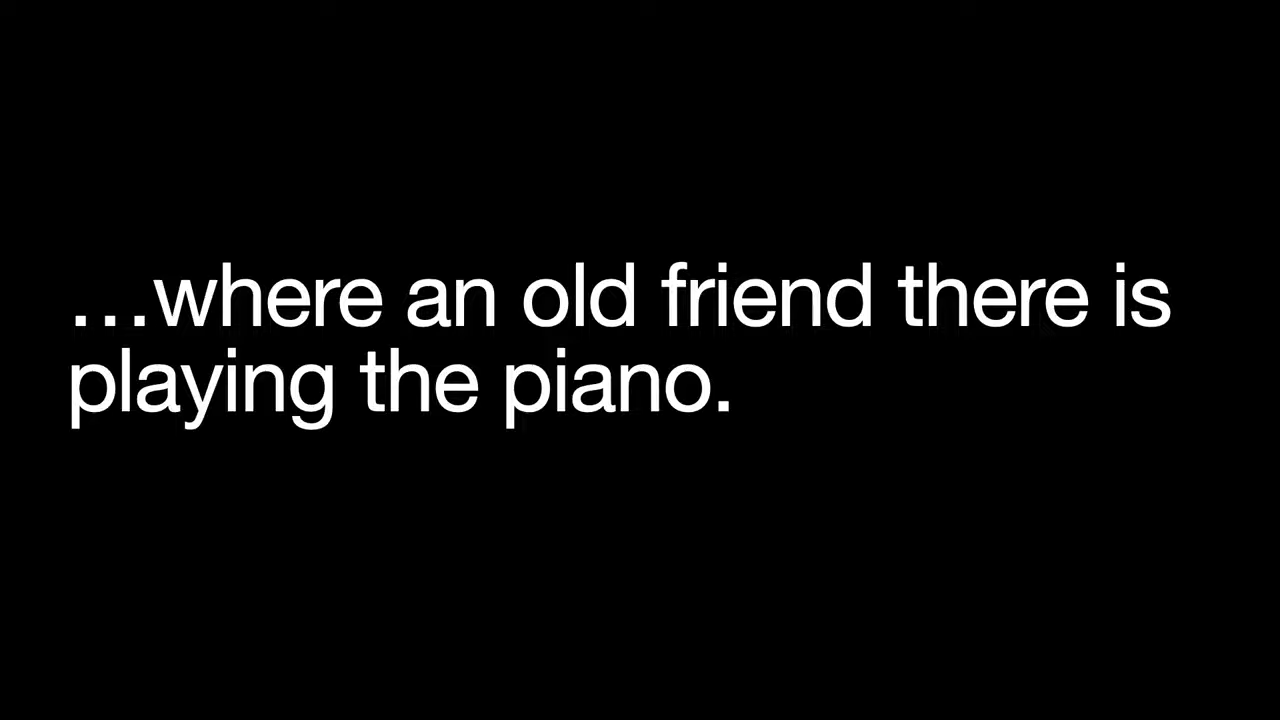 …where an old friend there is
playing the piano.